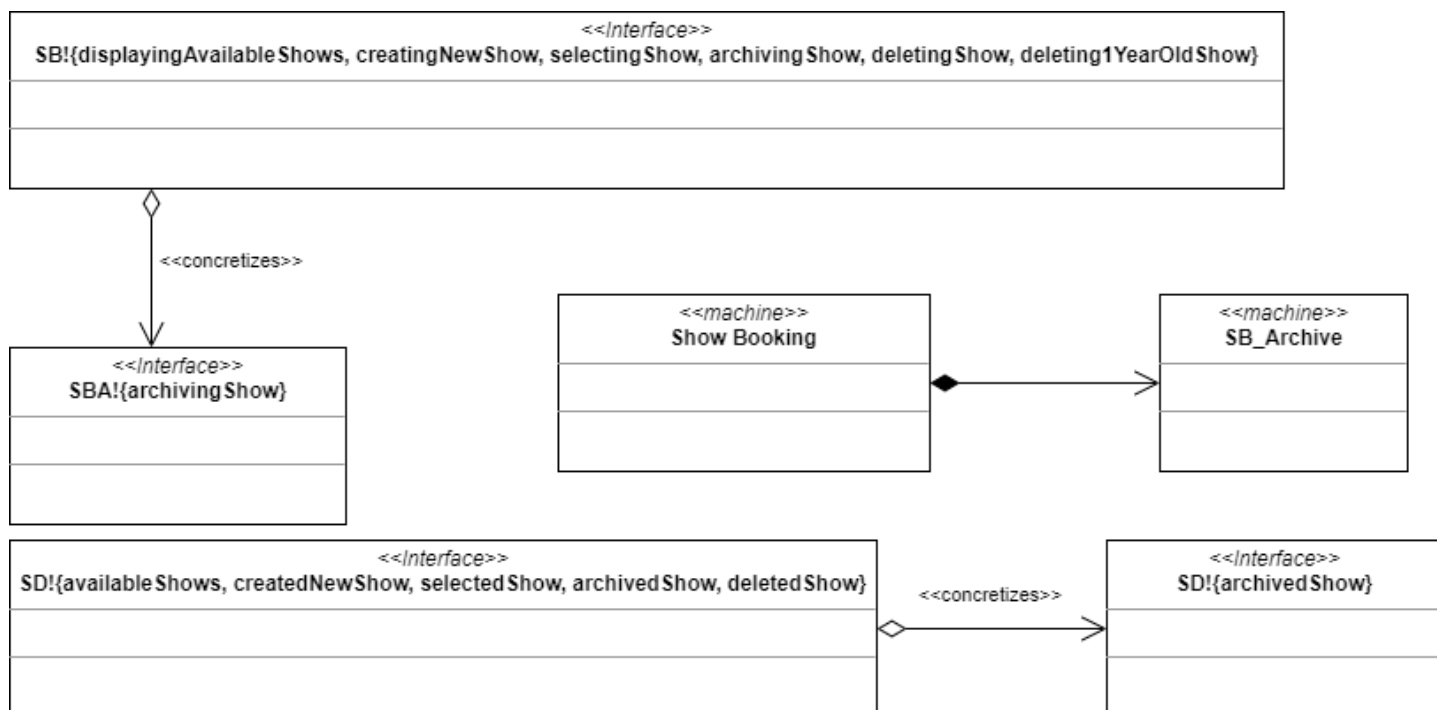 <<Interface>>
SB!{displayingAvailableShows, creatingNewShow, selectingShow, archivingShow, deletingShow, deleting1YearOldShow}
<<concretizes>>
<<machine>>
Show Booking
<<machine>>
SB_Archive
<<Interface>>
SBA!{archivingShow}
<<Interface>>
SD!{availableShows, createdNewShow, selectedShow, archivedShow, deletedShow}
<<concretizes>>
<<Interface>>
SD!{archivedShow}